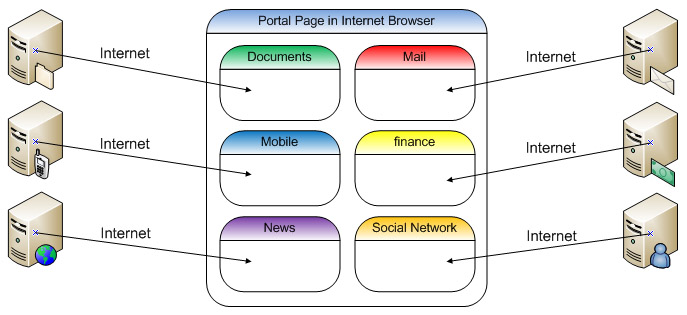 Portal Page in Internet Browser
Internet
Documents
Mail
Internet
Internet
Mobile
finance
Internet
Internet
News
Social Network
Internet